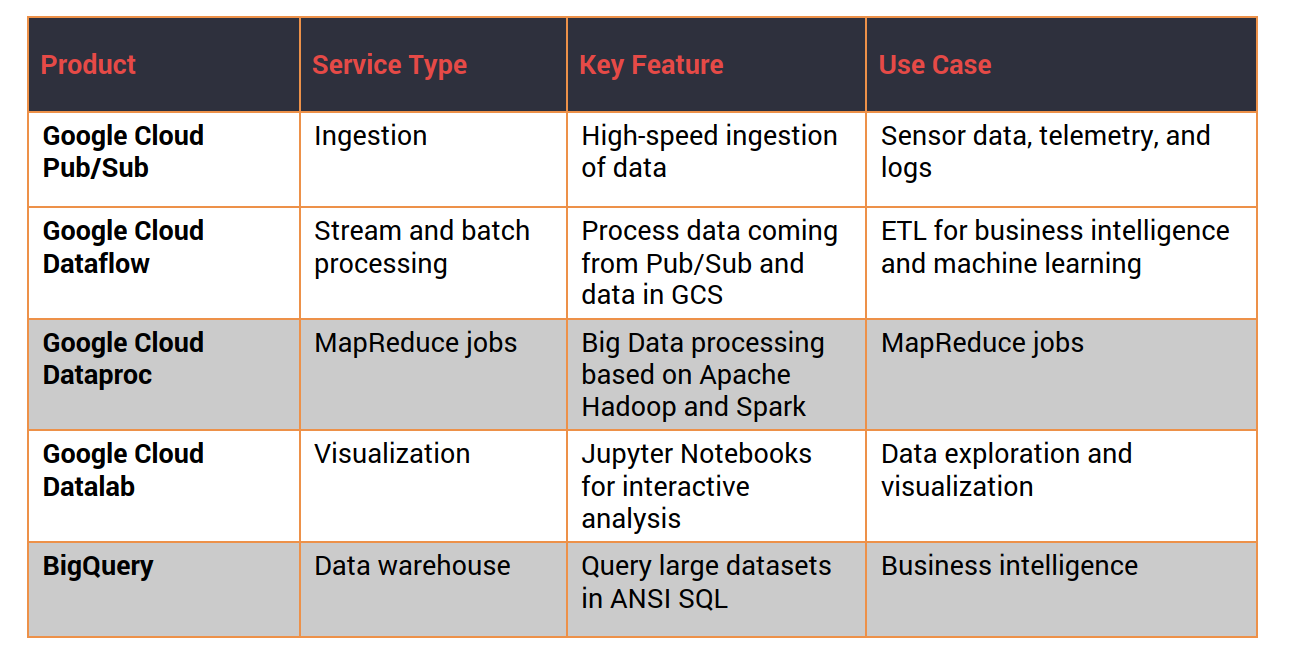 Product Service Type Key Feature Use Case
Google Cloud
Pub/Sub
Ingestion
High-speed ingestion
of data
Sensor data, telemetry, and
logs
Google Cloud
Dataflow
Stream and batch
processing
Process data coming
from Pub/Sub and
data in GCS
ETL for business intelligence
and machine learning
Google Cloud
Dataproc
MapReduce jobs
Big Data processing
based on Apache
Hadoop and Spark
MapReduce jobs
Google Cloud
Datalab
Visualization
Jupyter Notebooks
for interactive
analysis
Data exploration and
visualization
BigQuery
Data warehouse
Query large datasets
in ANSI SQL
Business intelligence